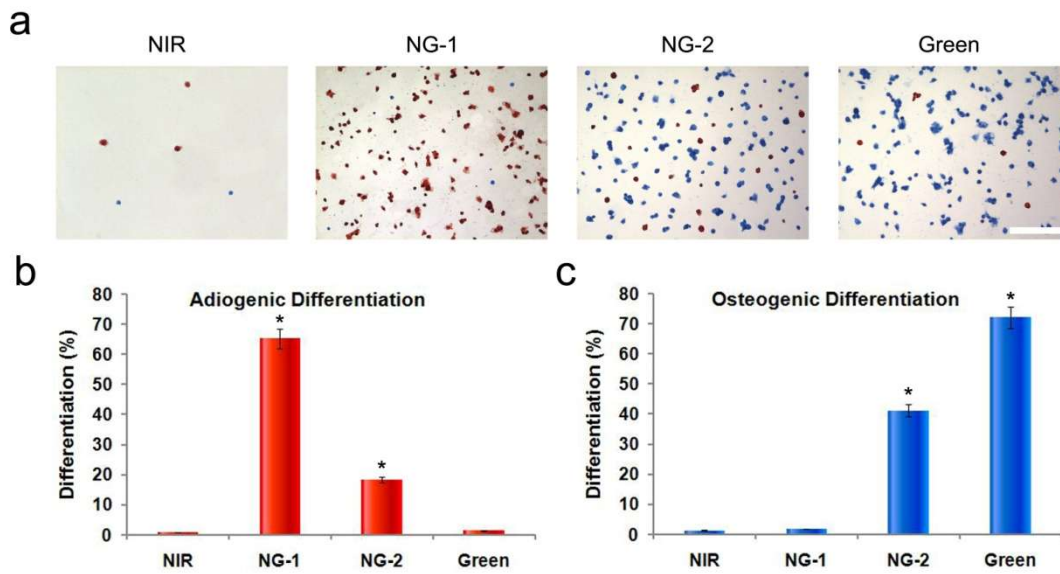 a
NIR NG-1 NG-2 Green
b
Adiogenic Differentiation
Differentiation (%)
80
70
60
50
40
30
20
10
0
*
*
NIR NG-1 NG-2 Green
c
Osteogenic Differentiation
Differentiation (%)
80
70
60
50
40
30
20
10
0
*
*
NIR NG-1 NG-2 Green